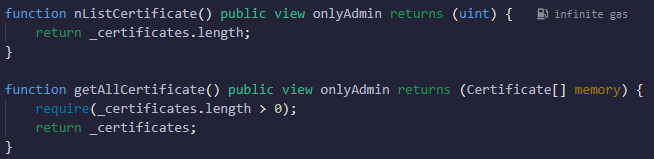 function nListCertificate() public view onlyAdmin returns (uint) { infinite gas
    return _certificates.length;
}

function getAllCertificate() public view onlyAdmin returns (Certificate[] memory) {
    require(_certificates.length > 0);
    return _certificates;
}